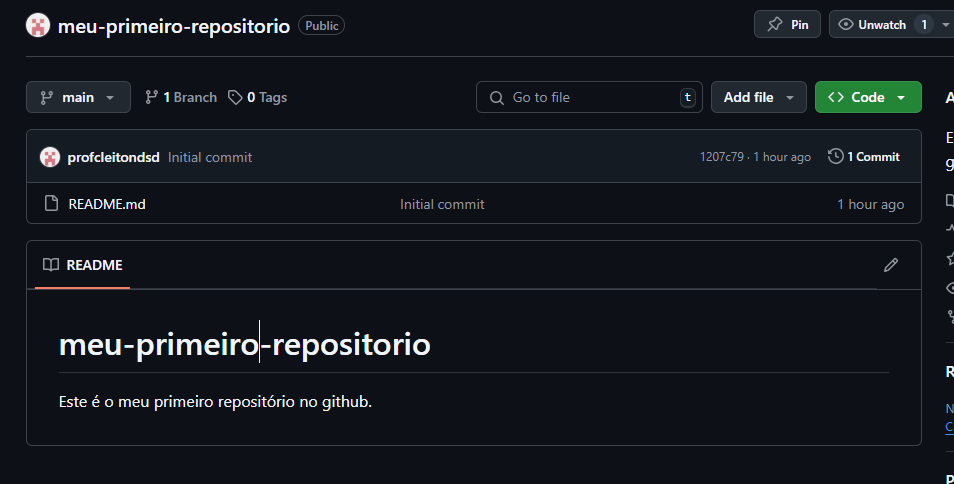 meu-primeiro-repositorio Public Pin Unwatch 1
main 1 Branch 0 Tags Go to file t Add file Code
profcleitondsd Initial commit 1207c79 · 1 hour ago 1 Commit
README.md Initial commit 1 hour ago
README
meu-primeiro-repositorio
Este é o meu primeiro repositório no github.